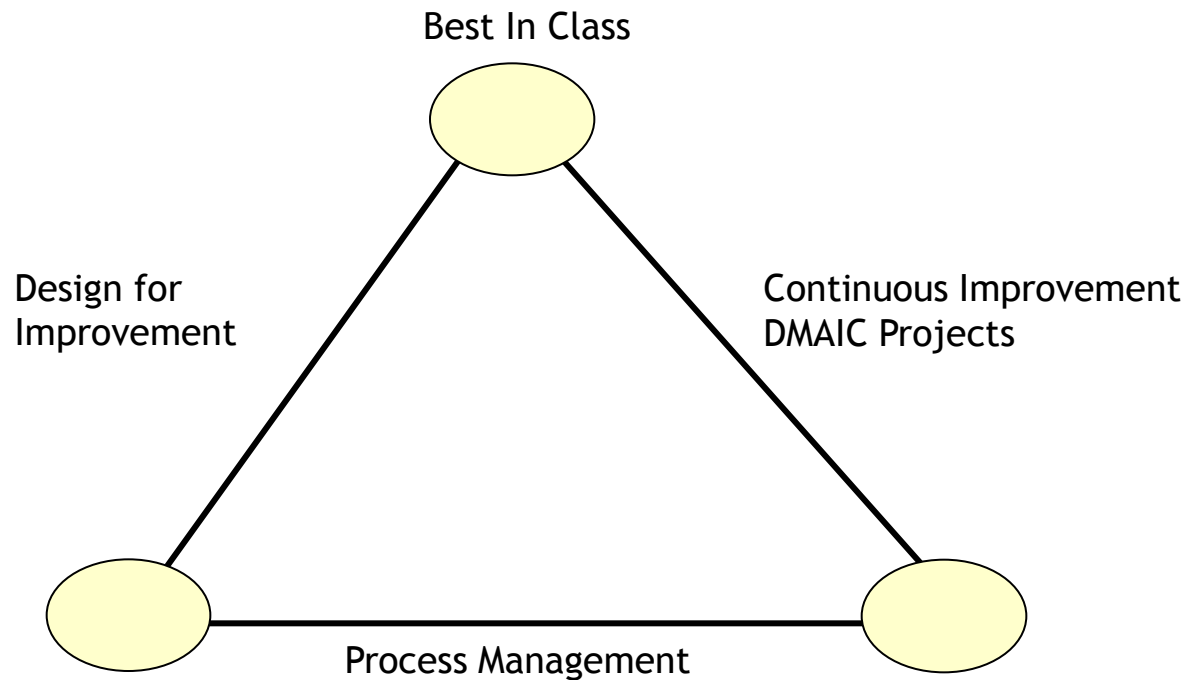 Best In Class
Design for
Improvement
Continuous Improvement
DMAIC Projects
Process Management